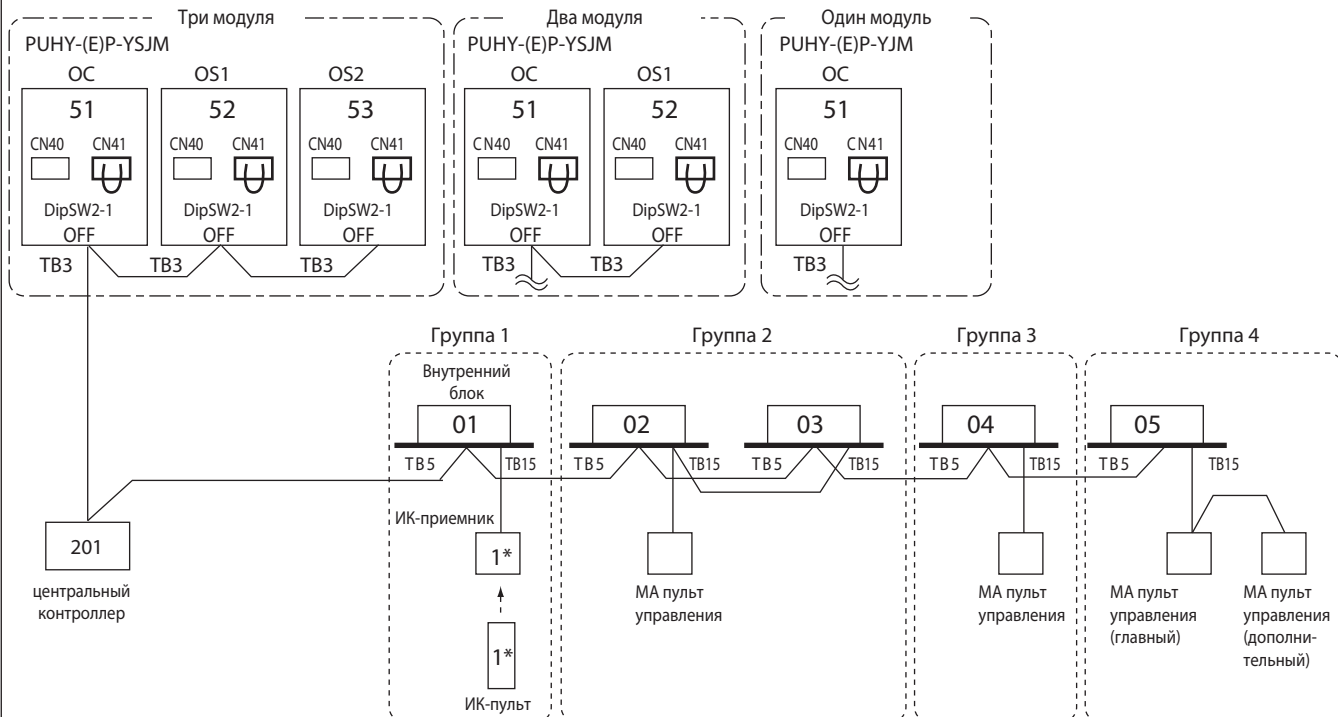 Три модуля
Два модуля
Один модуль
PUHY-(E)P-YSJM
PUHY-(E)P-YSJM
PUHY-(E)P-YJM
OC
OS1
OS2
OC
OS1
OC
51
52
53
51
52
51
CN40 CN41
CN40 CN41
CN40 CN41
CN40 CN41
CN40 CN41
CN40 CN41
DipSW2-1
DipSW2-1
DipSW2-1
DipSW2-1
DipSW2-1
DipSW2-1
OFF
OFF
OFF
OFF
OFF
OFF
TB3
TB3
TB3
TB3
TB3
TB3
Группа 1
Группа 2
Группа 3
Группа 4
Внутренний
блок
01
02
03
04
05
TB5
TB15
TB5
TB15
TB5
TB15
TB5
TB15
TB5
TB15
201
центральный
контроллер
ИК-приемник
1*
1*
ИК-пульт
МА пульт
управления
МА пульт
управления
МА пульт
управления
(главный)
МА пульт
управления
(дополни-
тельный)